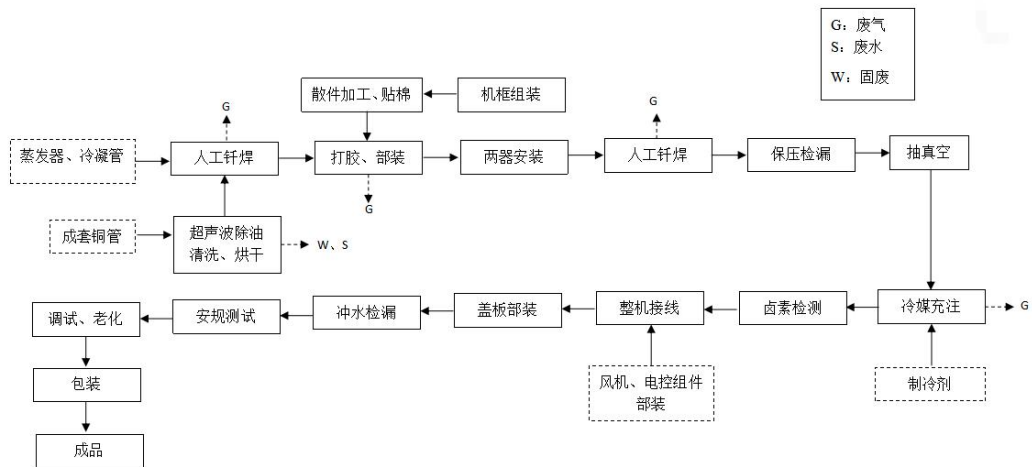 G：废气
S：废水
W：固废
G
G
散件加工、贴棉
机框组装
蒸发器、冷凝管
人工钎焊
打胶、部装
两器安装
人工钎焊
保压检漏
抽真空
G
成套铜管
超声波除油
清洗、烘干
W、S
调试、老化
安规测试
冲水检漏
盖板部装
整机接线
卤素检测
冷媒充注
G
包装
风机、电控组件
部装
制冷剂
成品